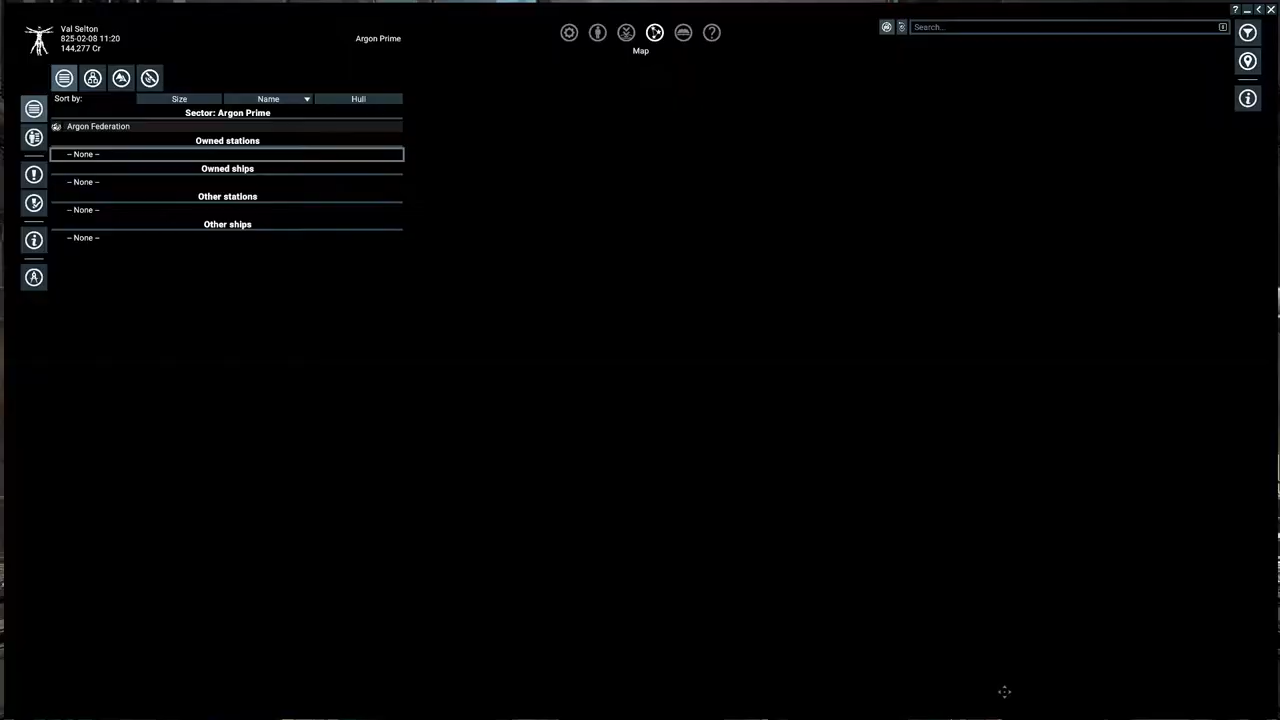 Val Selton
825-02-08 11:20
144,277 Cr
Argon Prime
Map
Search...
Sort by:
Size
Name
Hull
Sector: Argon Prime
Argon Federation
Owned stations
-- None --
Owned ships
-- None --
Other stations
-- None --
Other ships
-- None --